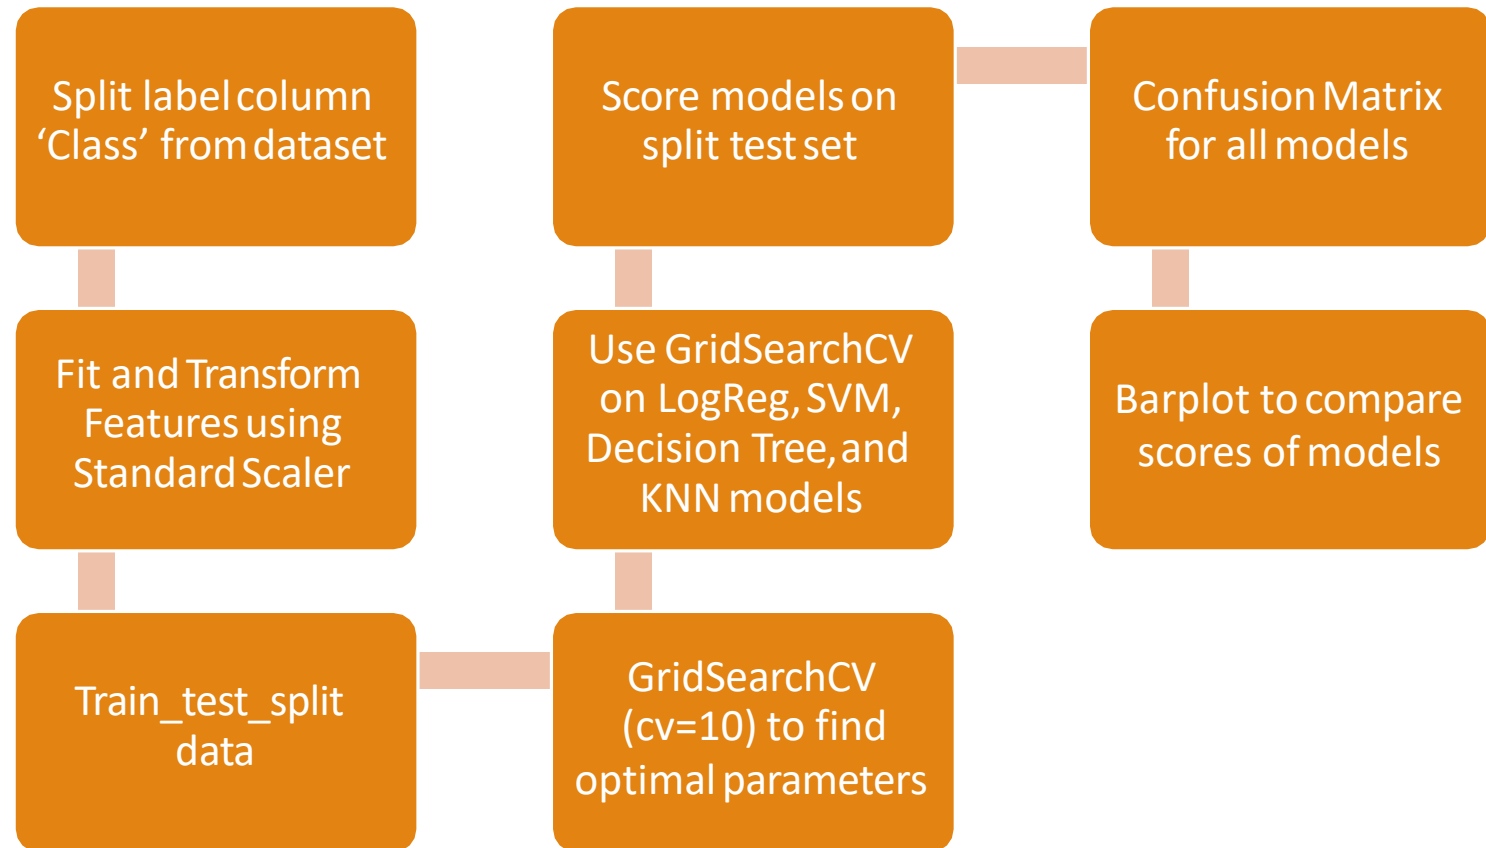 Split label column
‘Class’ from dataset
Fit and Transform
Features using
Standard Scaler
Train_test_split
data
GridSearchCV
(cv=10) to find
optimal parameters
Use GridSearchCV
on LogReg, SVM,
Decision Tree, and
KNN models
Score models on
split test set
Confusion Matrix
for all models
Barplot to compare
scores of models